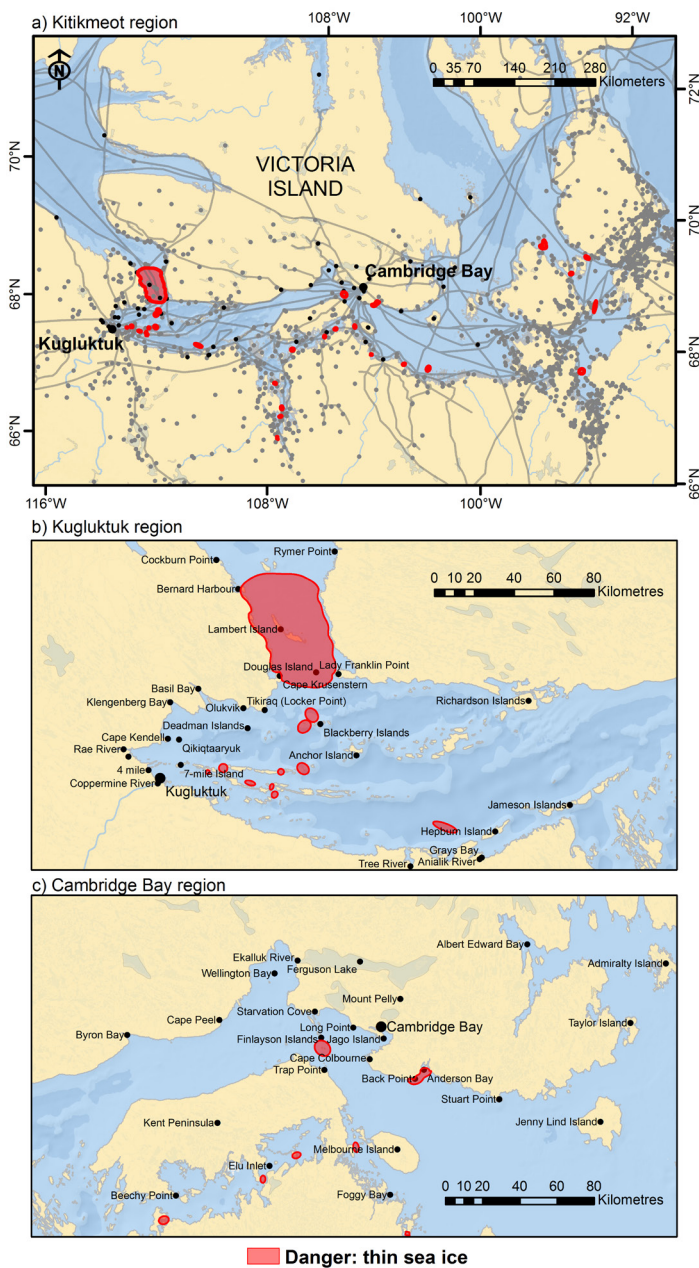 a) Kitikmeot region
108°W 100°W 92°W
N
0 35 70 140 210 280
Kilometers
72°N
70°N
VICTORIA
ISLAND
70°N
Cambridge Bay
68°N
Kugluktuk
68°N
66°N
66°N
116°W 108°W 100°W
b) Kugluktuk region
Rymer Point
Cockburn Point
Bernard Harbour
0 10 20 40 60 80
Kilometres
Lambert Island
Douglas Island Lady Franklin Point
Cape Krusenstern
Basil Bay
Klengenberg Bay
Olukvik
Tikiraq (Locker Point)
Richardson Islands
Deadman Islands
Blackberry Islands
Cape Kendell
Qikiqtaaryuk
Rae River
Anchor Island
4 mile
7-mile Island
Coppermine River
Kugluktuk
Jameson Islands
Hepburn Island
Grays Bay
Tree River
Anialik River
c) Cambridge Bay region
Albert Edward Bay
Ekalluk River
Ferguson Lake
Admiralty Island
Wellington Bay
Mount Pelly
Starvation Cove
Cape Peel
Long Point
Cambridge Bay
Taylor Island
Byron Bay
Finlayson Islands
Jago Island
Cape Colbourne
Trap Point
Back Point
Anderson Bay
Stuart Point
Kent Peninsula
Jenny Lind Island
Melbourne Island
Elu Inlet
Beechy Point
Foggy Bay
0 10 20 40 60 80
Kilometres
Danger: thin sea ice